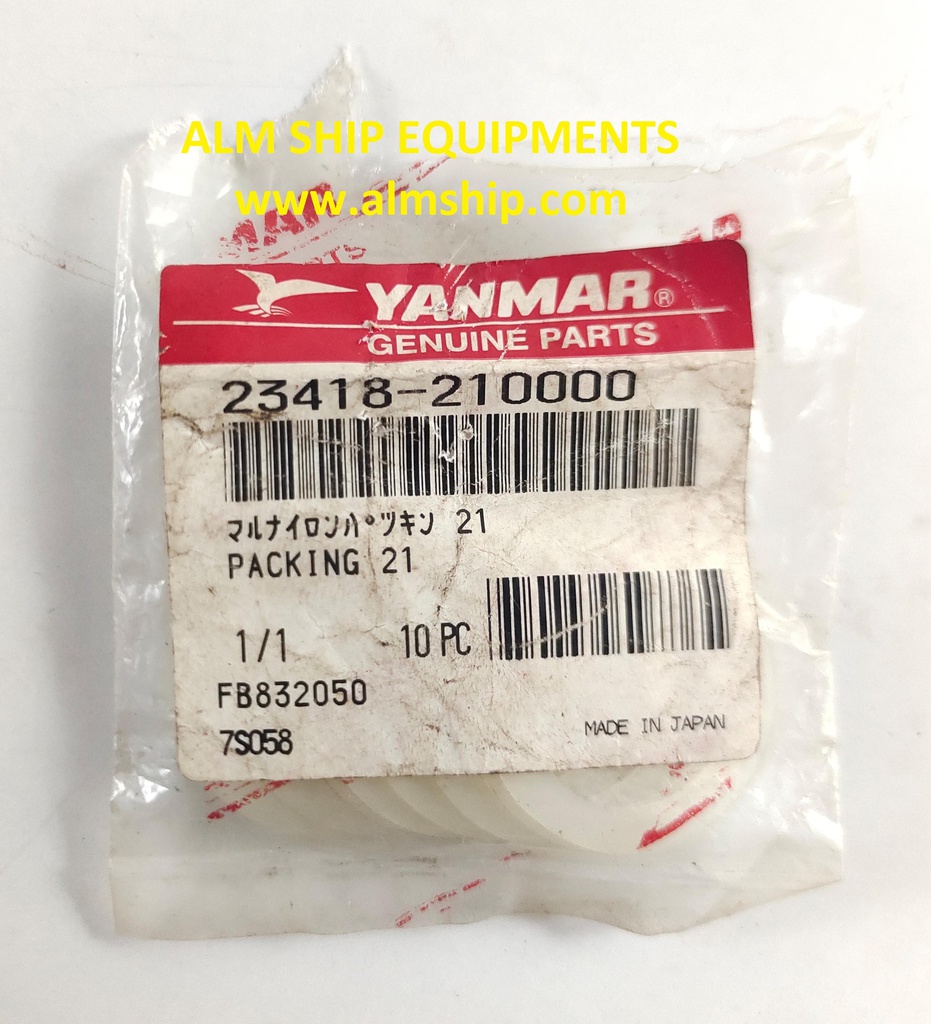 ALM SHIP EQUIPMENTS
www.almship.com
YANMAR®
GENUINE PARTS
23418-210000
マルナイロンパツキン 21
PACKING 21
1/1 10 PC
FB832050
7S058
MADE IN JAPAN